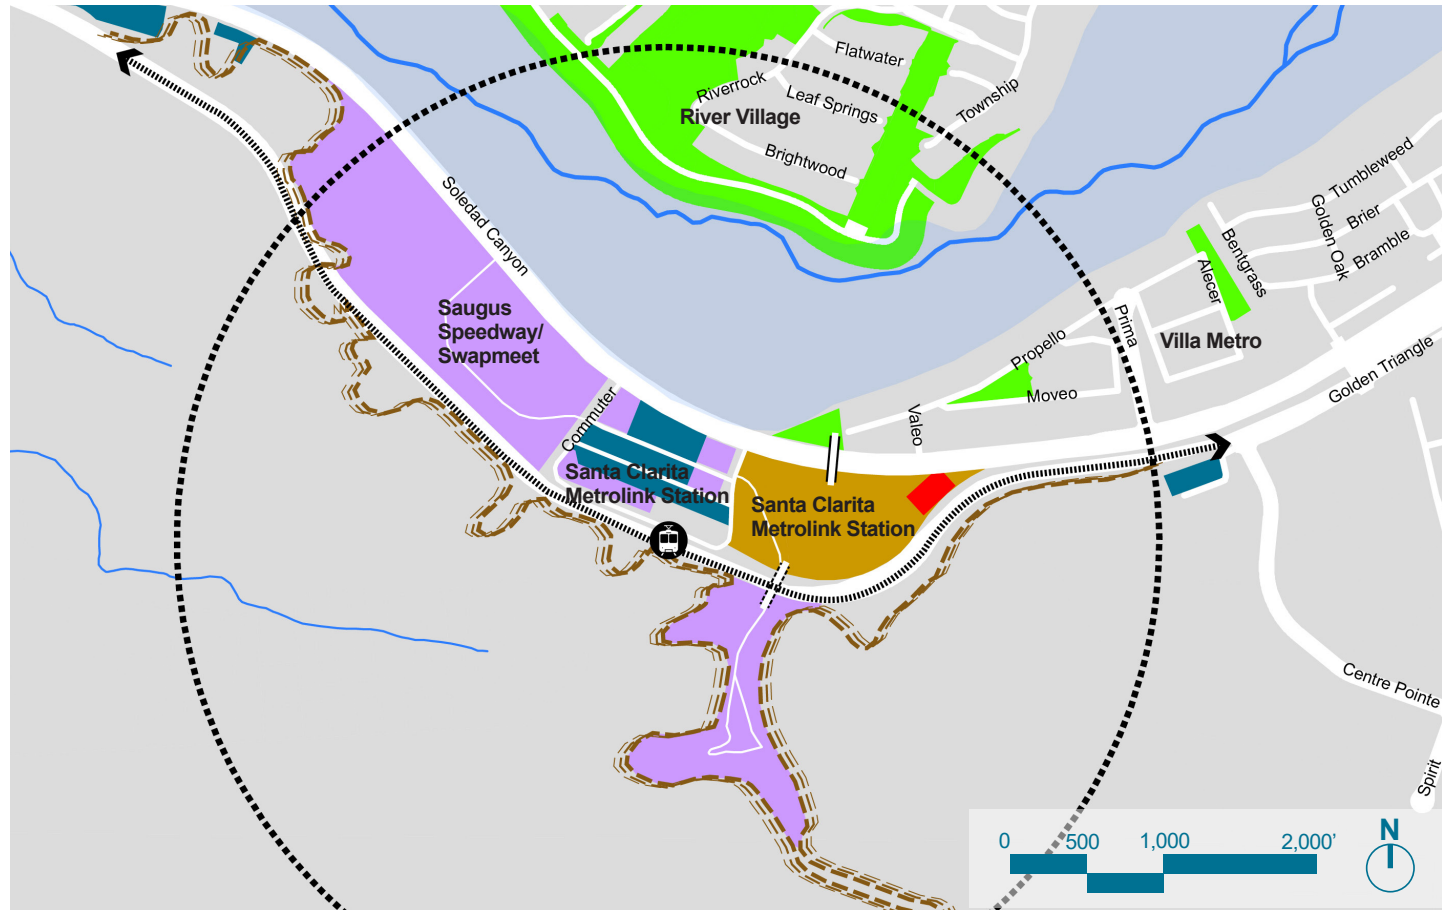 Flatwater
Riverrock
Leaf Springs
Township
River Village
Brightwood
Tumbleweed
Golden Oak
Brier
Bramble
Bentgrass
Alecer
Soledad Canyon
Saugus
Speedway/
Swapmeet
Prima
Propello
Villa Metro
Golden Triangle
Moveo
Valeo
Commuter
Santa Clarita
Metrolink Station
Santa Clarita
Metrolink Station
Centre Pointe
Spirit
0 500 1,000 2,000’
N